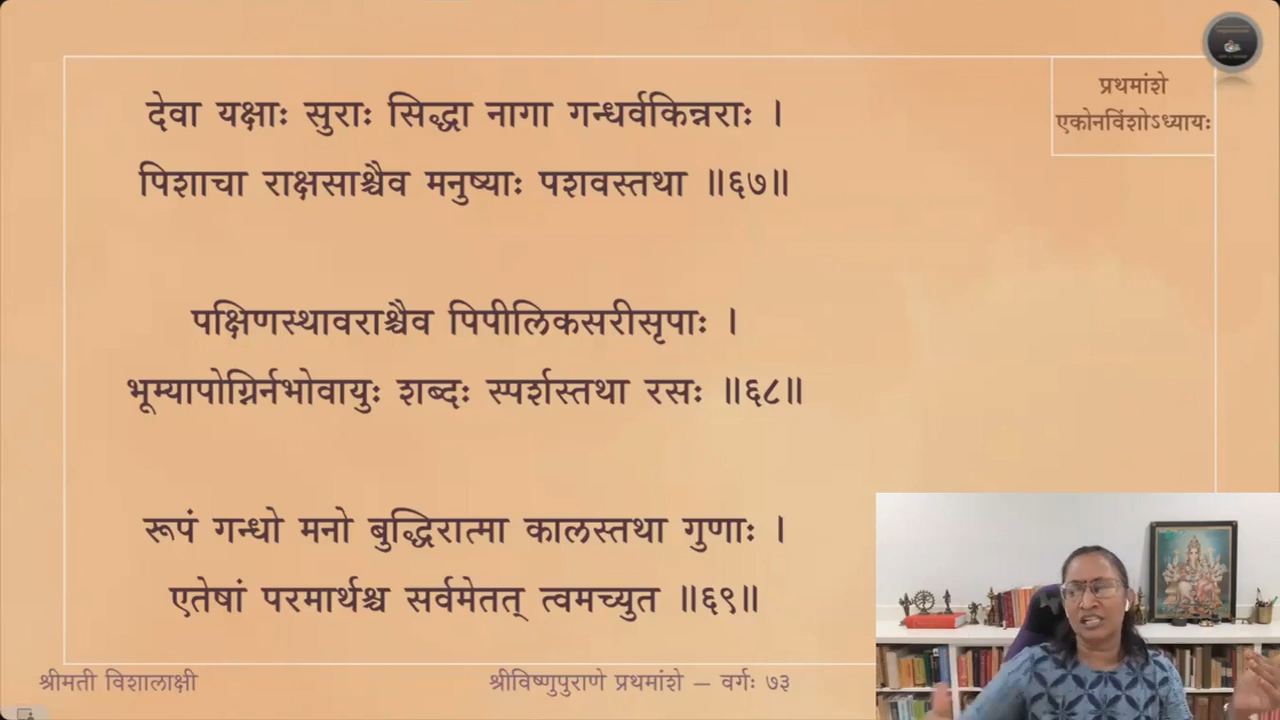 प्रथमांशे
एकोनविंशोऽध्यायः
देवा यक्षाः सुराः सिद्धा नागा गन्धर्वकिन्नराः ।
पिशाचा राक्षसाश्चैव मनुष्याः पशवस्तथा ॥६७॥
पक्षिणस्थावराश्चैव पिपीलिकसरीसृपाः ।
भूम्यापोग्निर्नभोवायुः शब्दः स्पर्शस्तथा रसः ॥६८॥
रूपं गन्धो मनो बुद्धिरात्मा कालस्तथा गुणाः ।
एतेषां परमार्थश्च सर्वमेतत् त्वमच्युत ॥६९॥
श्रीमती विशालाक्षी
श्रीविष्णुपुराणे प्रथमांशे – वर्गः ७३